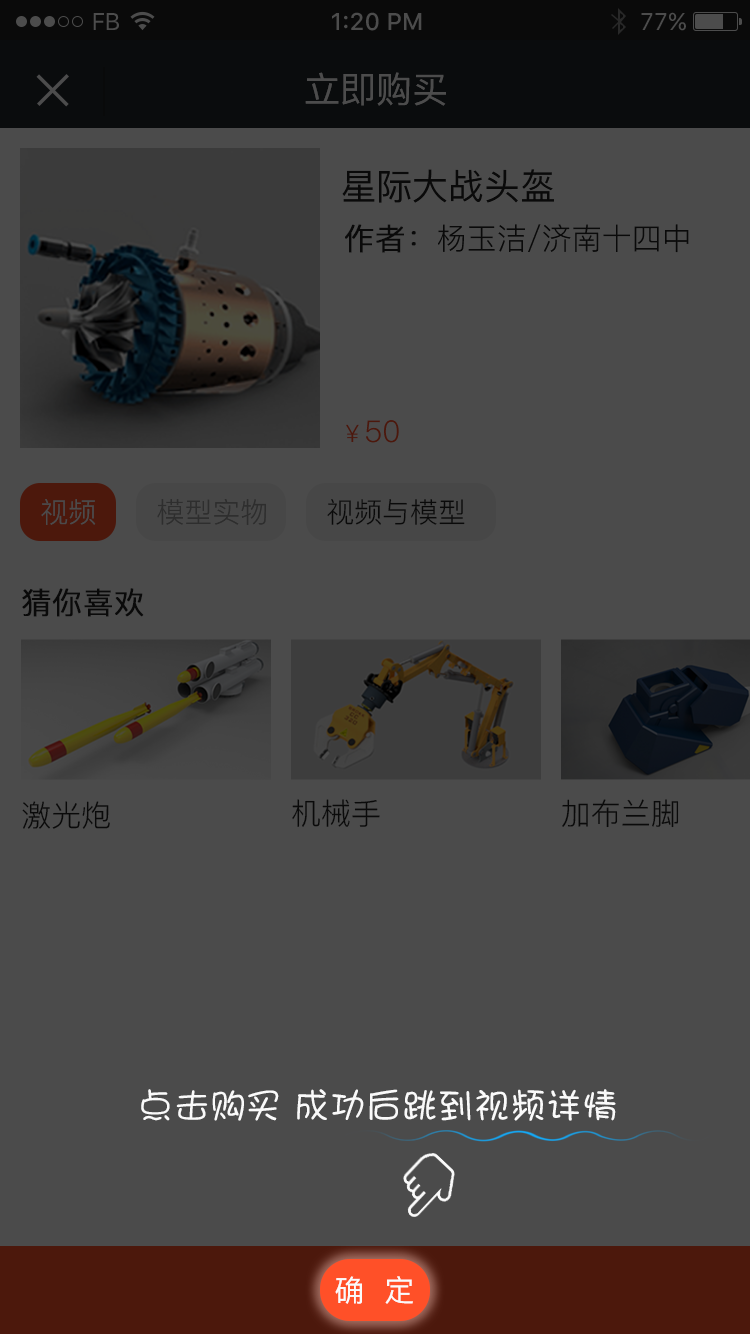 FB 1:20 PM 77%
立即购买
星际大战头盔
作者：杨玉洁/济南十四中
¥50
视频 模型实物 视频与模型
猜你喜欢
激光炮 机械手 加布兰脚
点击购买 成功后跳到视频详情
确 定